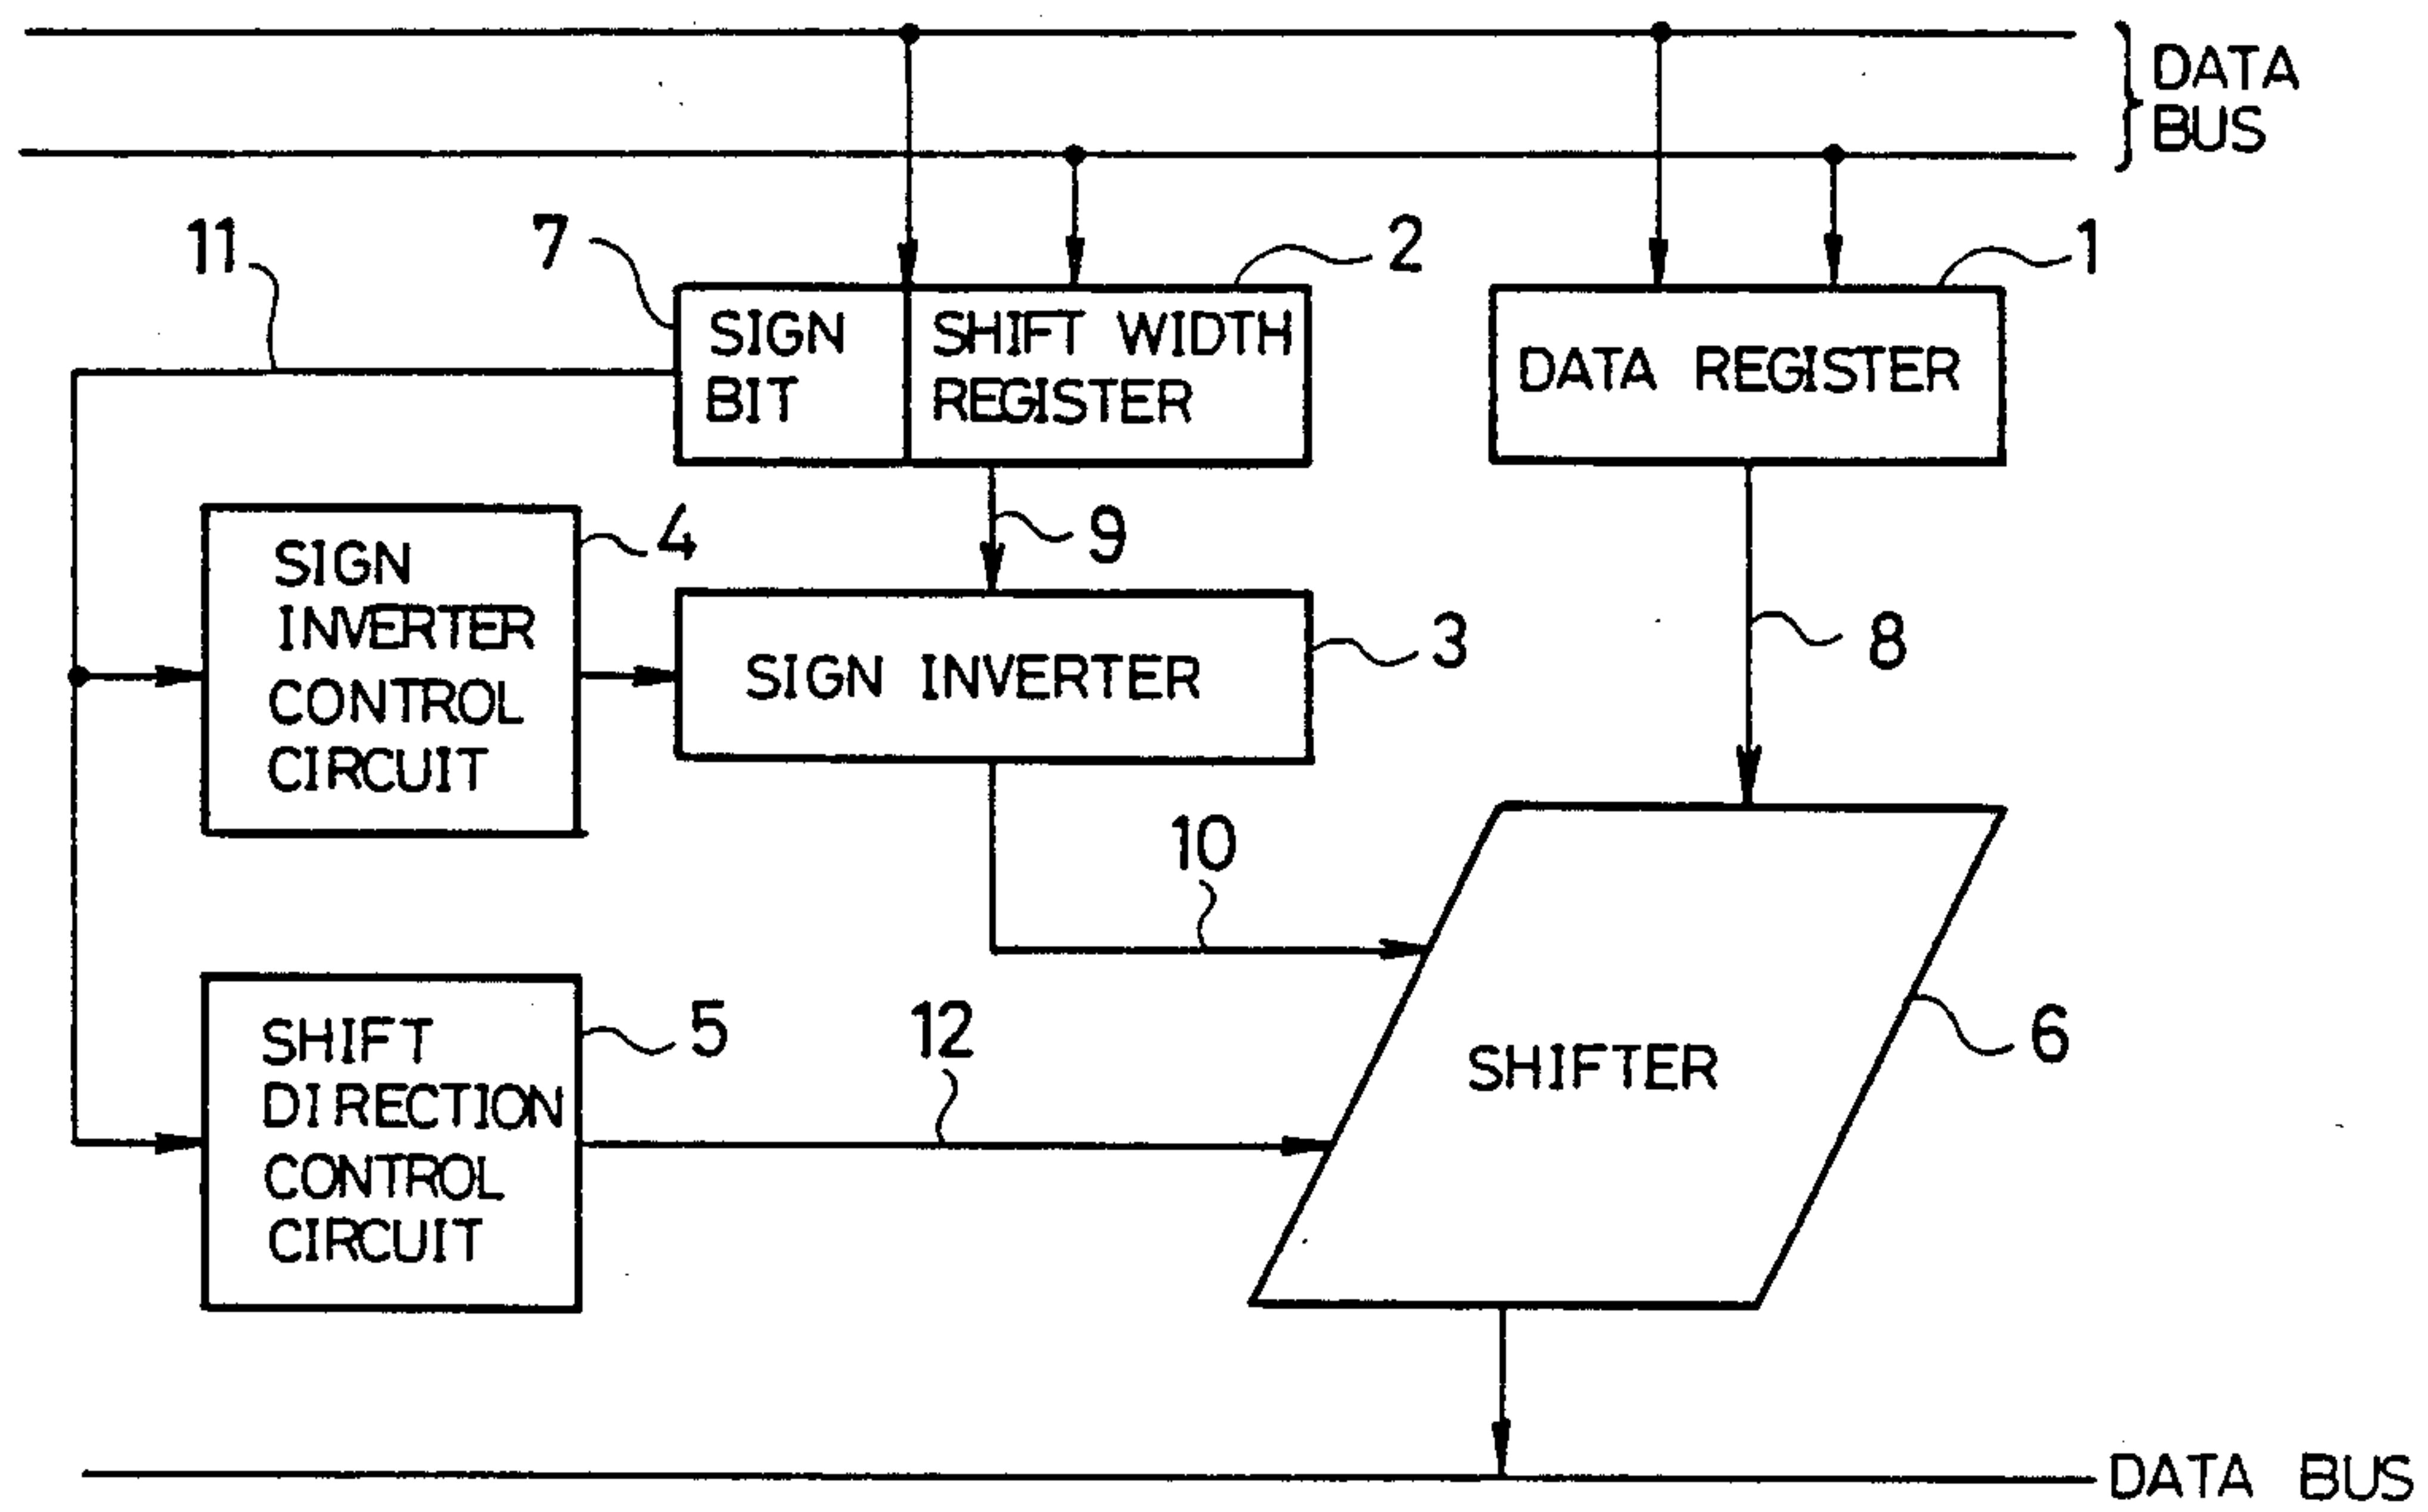 DATA
BUS
11
7
2
1
SIGN
BIT
SHIFT WIDTH
REGISTER
DATA REGISTER
4
9
SIGN
INVERTER
CONTROL
CIRCUIT
SIGN INVERTER
3
8
10
5
12
SHIFT
DIRECTION
CONTROL
CIRCUIT
SHIFTER
6
DATA BUS